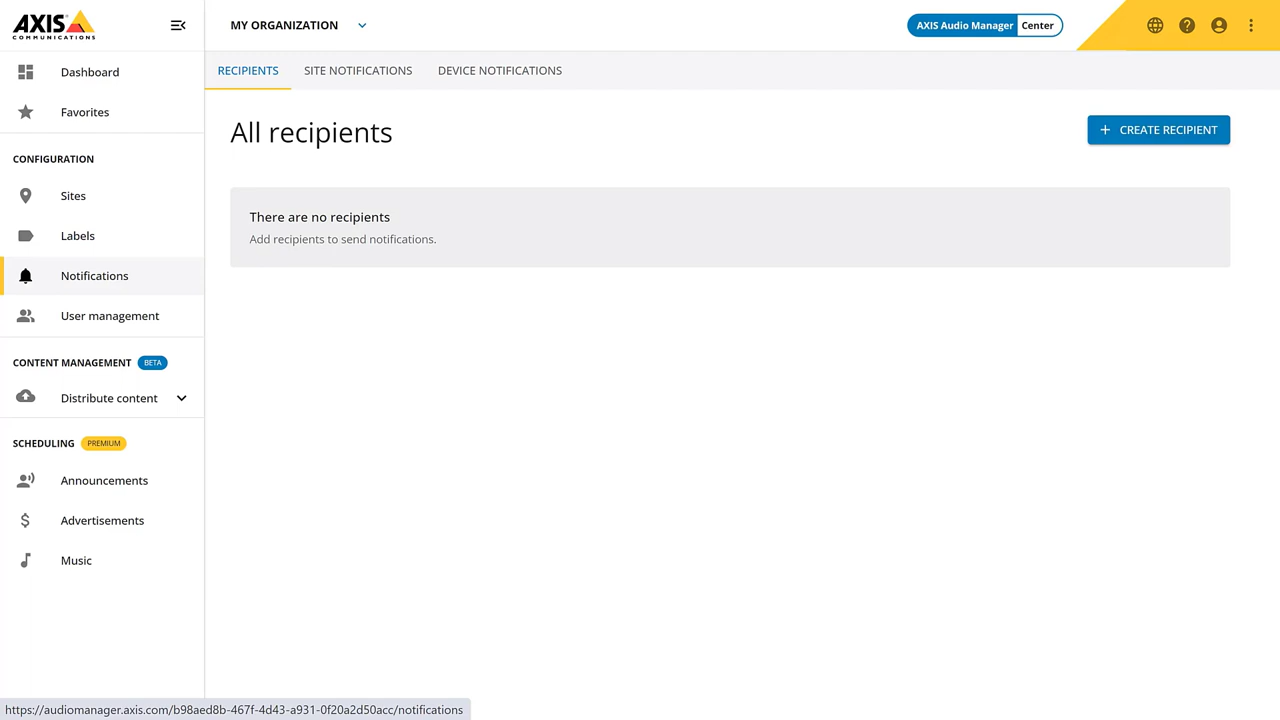 AXIS
COMMUNICATIONS
MY ORGANIZATION
AXIS Audio Manager Center
Dashboard
Favorites
CONFIGURATION
Sites
Labels
Notifications
User management
CONTENT MANAGEMENT BETA
Distribute content
SCHEDULING PREMIUM
Announcements
Advertisements
Music
RECIPIENTS SITE NOTIFICATIONS DEVICE NOTIFICATIONS
All recipients
+ CREATE RECIPIENT
There are no recipients
Add recipients to send notifications.
https://audiomanager.axis.com/b98aed8b-467f-4d43-a931-0f20a2d50acc/notifications